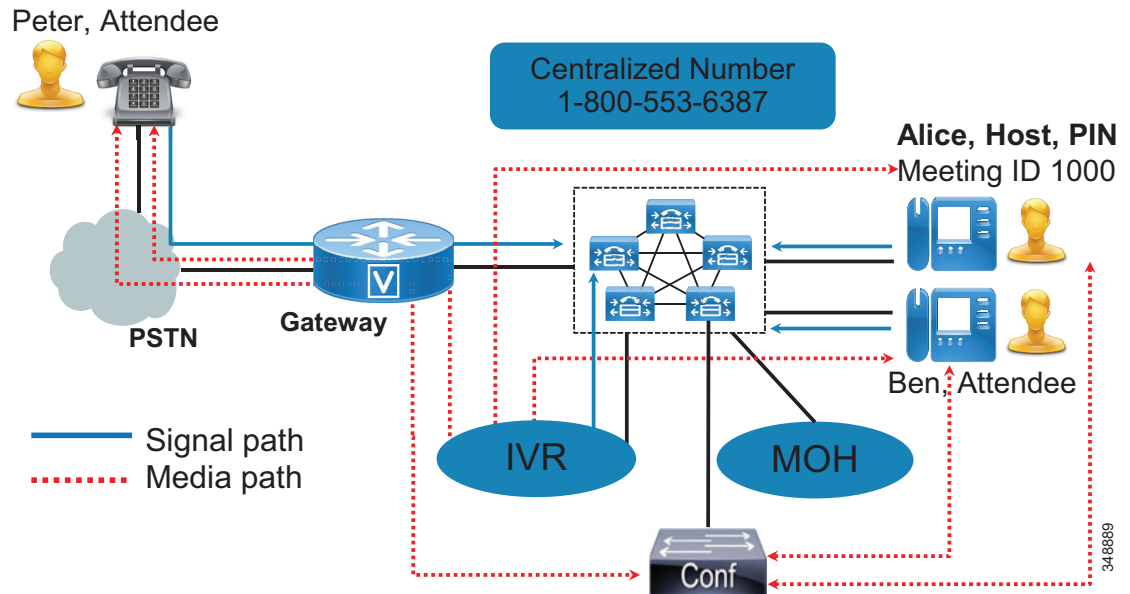 Peter, Attendee
Centralized Number
1-800-553-6387
Alice, Host, PIN
Meeting ID 1000
V
Gateway
PSTN
Ben, Attendee
Signal path
Media path
IVR
MOH
Conf
348889